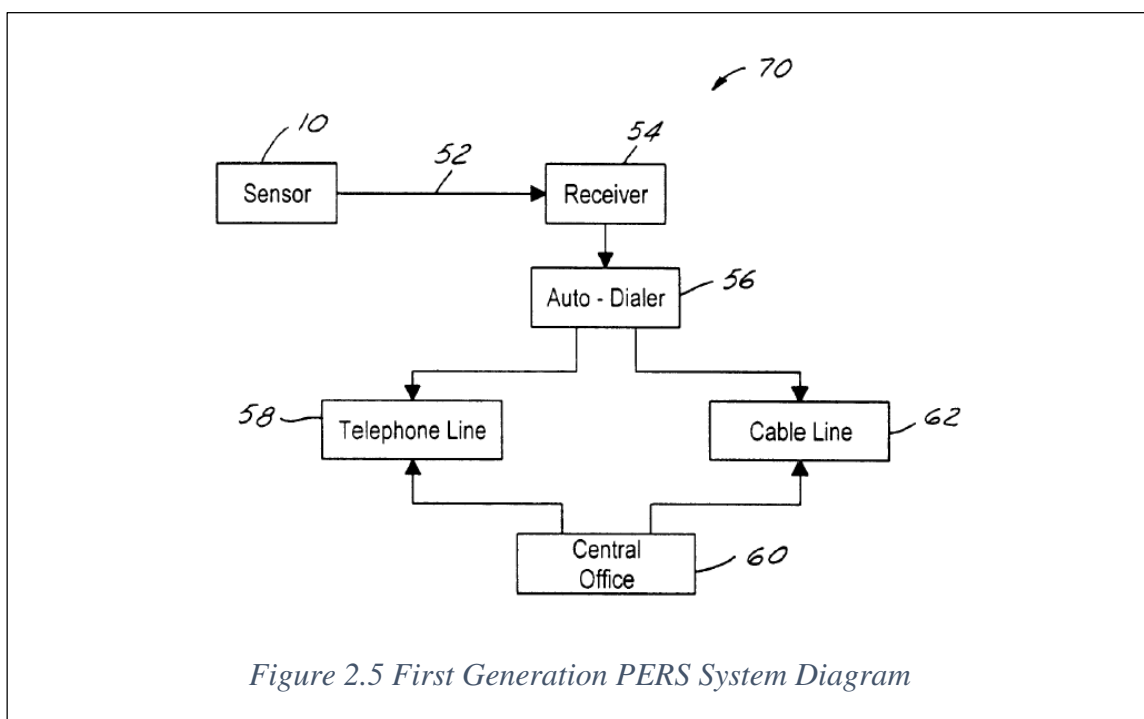 70
10
52
54
Sensor
Receiver
Auto - Dialer
56
58
Telephone Line
Cable Line
62
Central
Office
60
Figure 2.5 First Generation PERS System Diagram